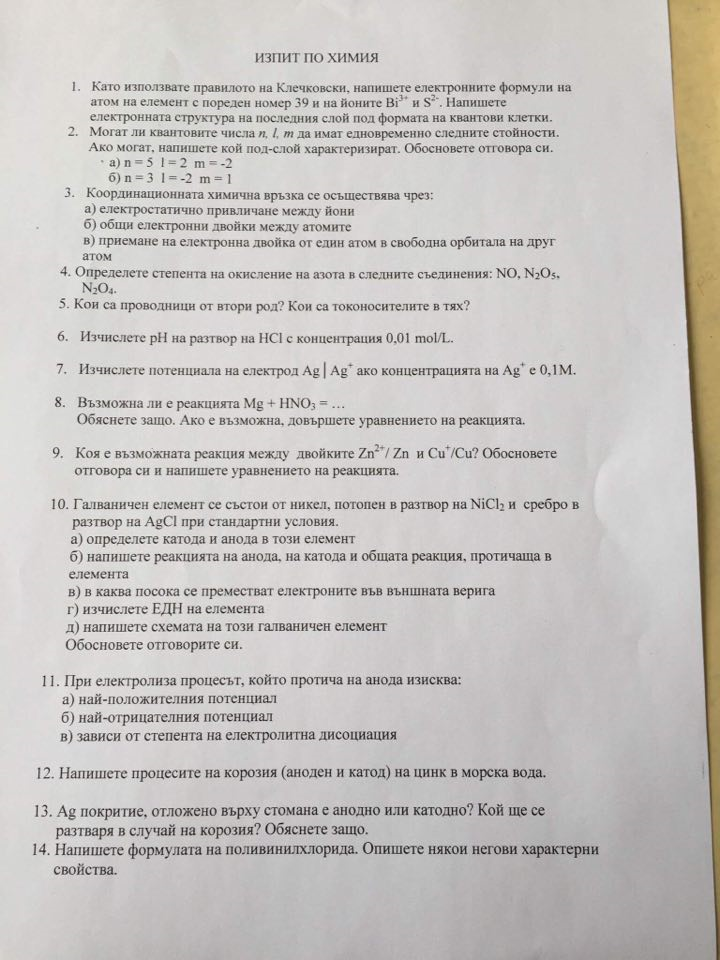 ИЗПИТ ПО ХИМИЯ
1. Като използвате правилото на Клечковски, напишете електронните формули на
атом на елемент с пореден номер 39 и на йоните Bi³⁺ и S²⁻. Напишете
електронната структура на последния слой под формата на квантови клетки.
2. Могат ли квантовите числа n, l, m да имат едновременно следните стойности.
Ако могат, напишете кой под-слой характеризират. Обосновете отговора си.
а) n = 5 l = 2 m = -2
б) n = 3 l = -2 m = 1
3. Координационната химична връзка се осъществява чрез:
а) електростатично привличане между йони
б) общи електронни двойки между атомите
в) приемане на електронна двойка от един атом в свободна орбитала на друг
атом
4. Определете степента на окисление на азота в следните съединения: NO, N₂O₅,
N₂O₄.
5. Кои са проводници от втори род? Кои са токоносителите в тях?
6. Изчислете pH на разтвор на HCl с концентрация 0,01 mol/L.
7. Изчислете потенциала на електрод Ag│Ag⁺ ако концентрацията на Ag⁺ е 0,1М.
8. Възможна ли е реакцията Mg + HNO₃ = …
Обяснете защо. Ако е възможна, довършете уравнението на реакцията.
9. Коя е възможната реакция между двойките Zn²⁺/ Zn и Cu⁺/Cu? Обосновете
отговора си и напишете уравнението на реакцията.
10. Галваничен елемент се състои от никел, потопен в разтвор на NiCl₂ и сребро в
разтвор на AgCl при стандартни условия.
а) определете катода и анода в този елемент
б) напишете реакцията на анода, на катода и общата реакция, протичаща в
елемента
в) в каква посока се преместват електроните във външната верига
г) изчислете ЕДН на елемента
д) напишете схемата на този галваничен елемент
Обосновете отговорите си.
11. При електролиза процесът, който протича на анода изисква:
а) най-положителния потенциал
б) най-отрицателния потенциал
в) зависи от степента на електролитна дисоциация
12. Напишете процесите на корозия (аноден и катод) на цинк в морска вода.
13. Ag покритие, отложено върху стомана е анодно или катодно? Кой ще се
разтваря в случай на корозия? Обяснете защо.
14. Напишете формулата на поливинилхлорида. Опишете някои негови характерни
свойства.